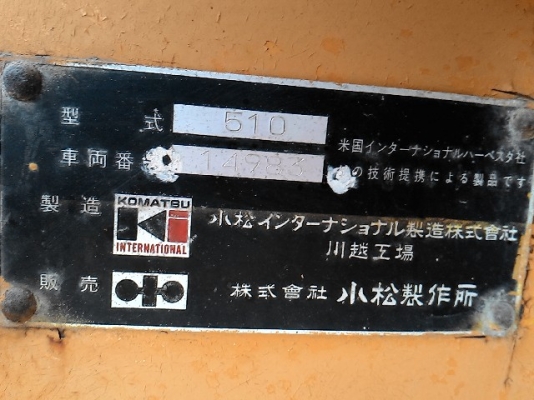 型式 510
米国インターナショナルハーベスタ社
との技術提携による製品です
車両番 14993
製造 KOMATSU INTERNATIONAL 小松インターナショナル製造株式會社
川越工場
販売 株式會社 小松製作所